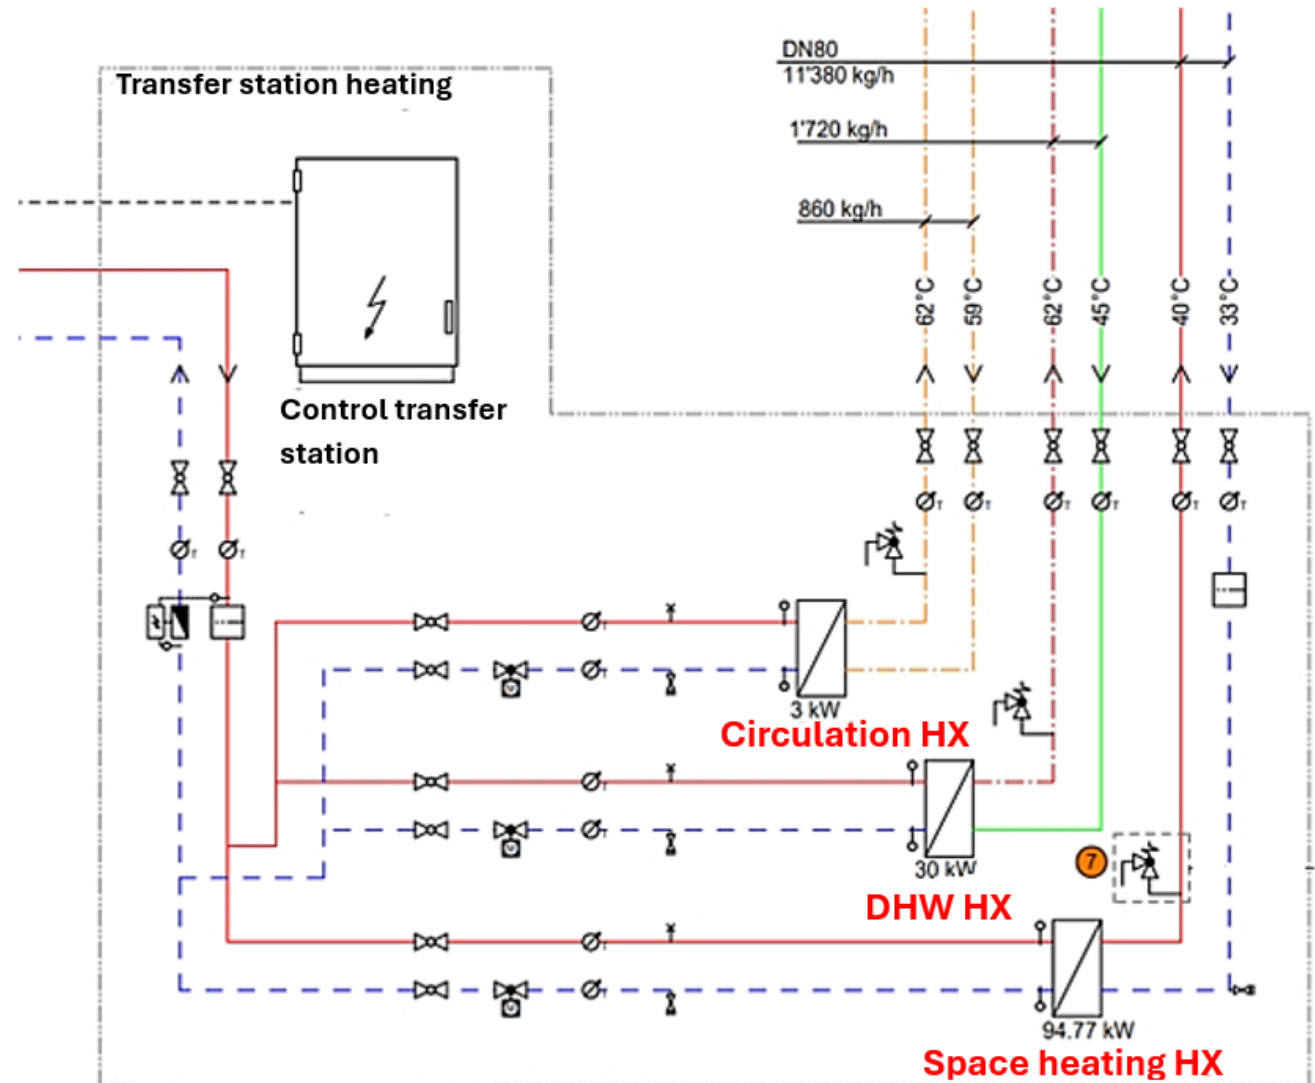 DN80
11'380 kg/h
Transfer station heating
1'720 kg/h
860 kg/h
62°C
59°C
62°C
45°C
40°C
33°C
Control transfer
station
T
T
T
T
T
T
T
T
T
T
3 kW
Circulation HX
T
T
30 kW
7
DHW HX
T
T
94.77 kW
Space heating HX